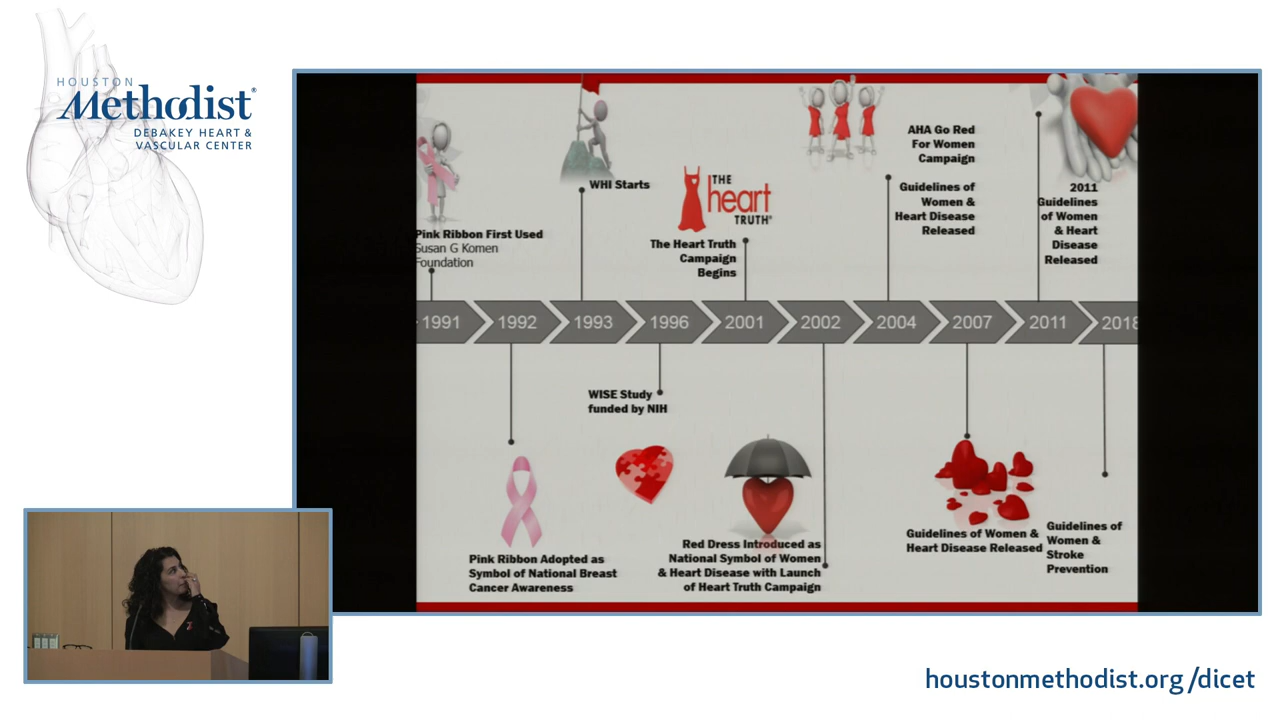 HOUSTON
Methodist®
DEBAKEY HEART &
VASCULAR CENTER
Pink Ribbon First Used
Susan G Komen
Foundation
WHI Starts
THE
heart
TRUTH®
The Heart Truth
Campaign
Begins
AHA Go Red
For Women
Campaign
Guidelines of
Women &
Heart Disease
Released
2011
Guidelines
of Women
& Heart
Disease
Released
1991
1992
1993
1996
2001
2002
2004
2007
2011
2018
Pink Ribbon Adopted as
Symbol of National Breast
Cancer Awareness
WISE Study
funded by NIH
Red Dress Introduced as
National Symbol of Women
& Heart Disease with Launch
of Heart Truth Campaign
Guidelines of Women &
Heart Disease Released
Guidelines of
Women &
Stroke
Prevention
houstonmethodist.org/dicet